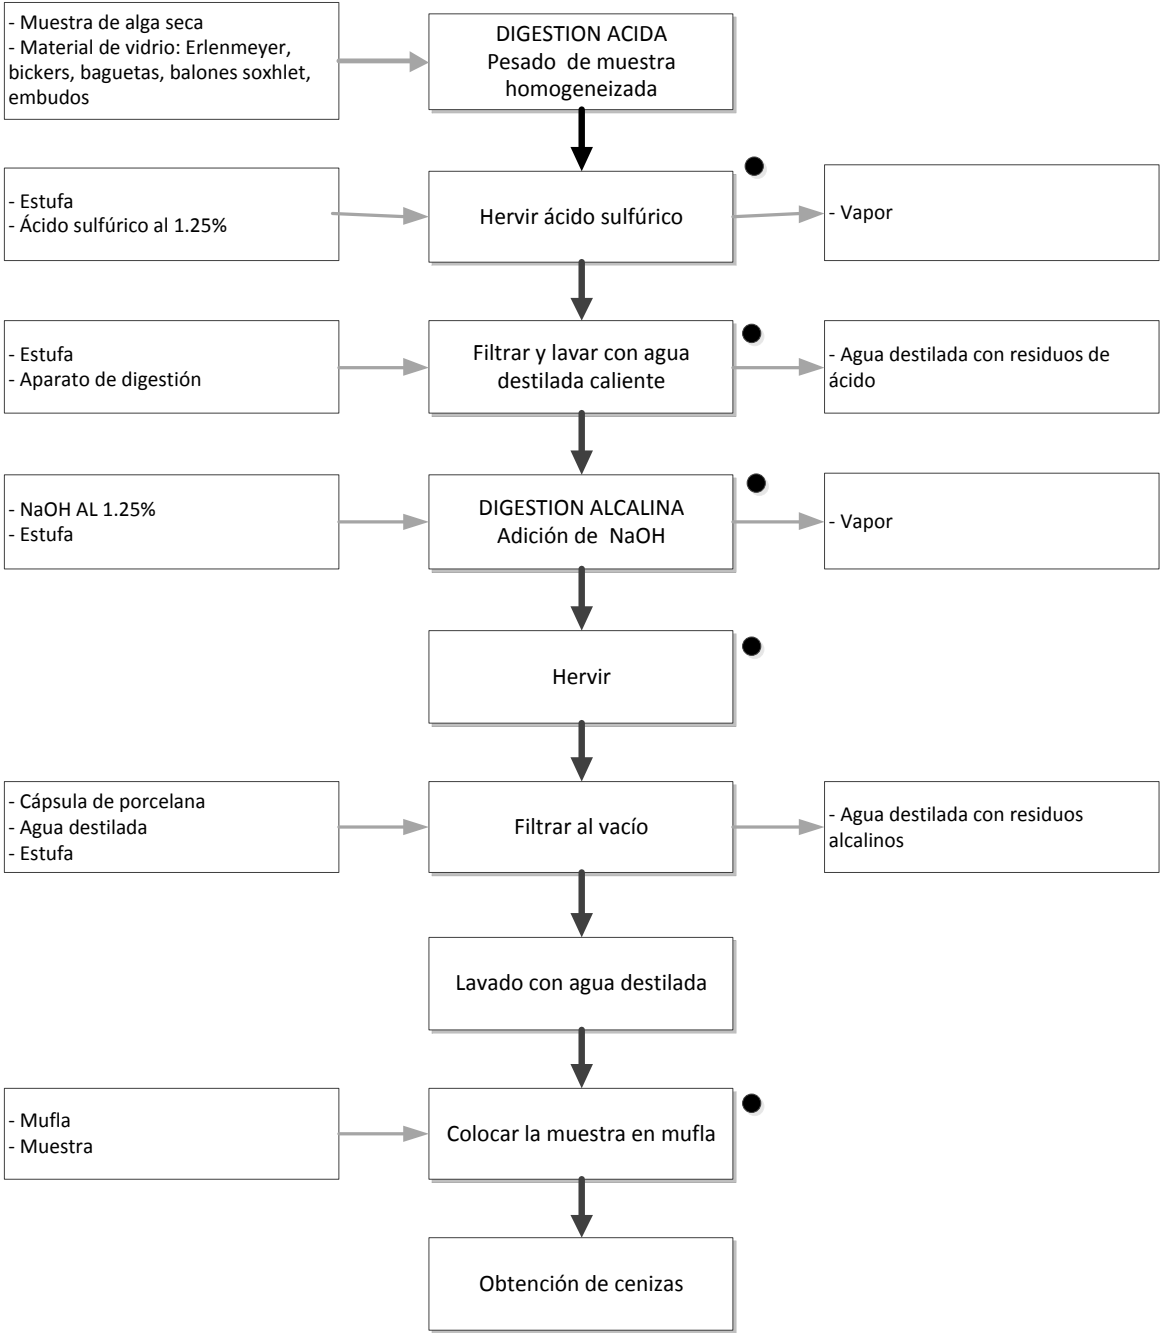 - Muestra de alga seca
- Material de vidrio: Erlenmeyer,
bickers, baguetas, balones soxhlet,
embudos
DIGESTION ACIDA
Pesado de muestra
homogeneizada
- Estufa
- Ácido sulfúrico al 1.25%
Hervir ácido sulfúrico
- Vapor
- Estufa
- Aparato de digestión
Filtrar y lavar con agua
destilada caliente
- Agua destilada con residuos de
ácido
- NaOH AL 1.25%
- Estufa
DIGESTION ALCALINA
Adición de NaOH
- Vapor
Hervir
- Cápsula de porcelana
- Agua destilada
- Estufa
Filtrar al vacío
- Agua destilada con residuos
alcalinos
Lavado con agua destilada
- Mufla
- Muestra
Colocar la muestra en mufla
Obtención de cenizas